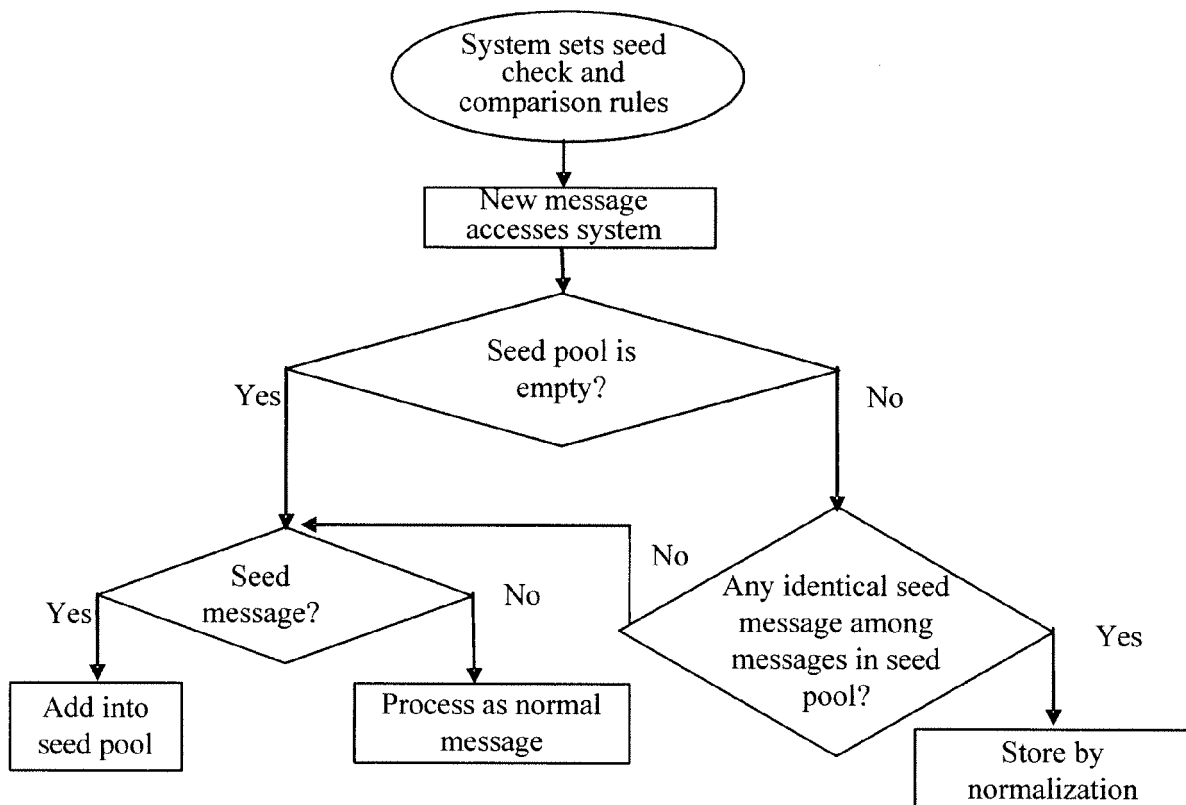 System sets seed
check and
comparison rules
New message
accesses system
Seed pool is
empty?
Yes
No
Seed
message?
Yes
No
No
Any identical seed
message among
messages in seed
pool?
Yes
Add into
seed pool
Process as normal
message
Store by
normalization